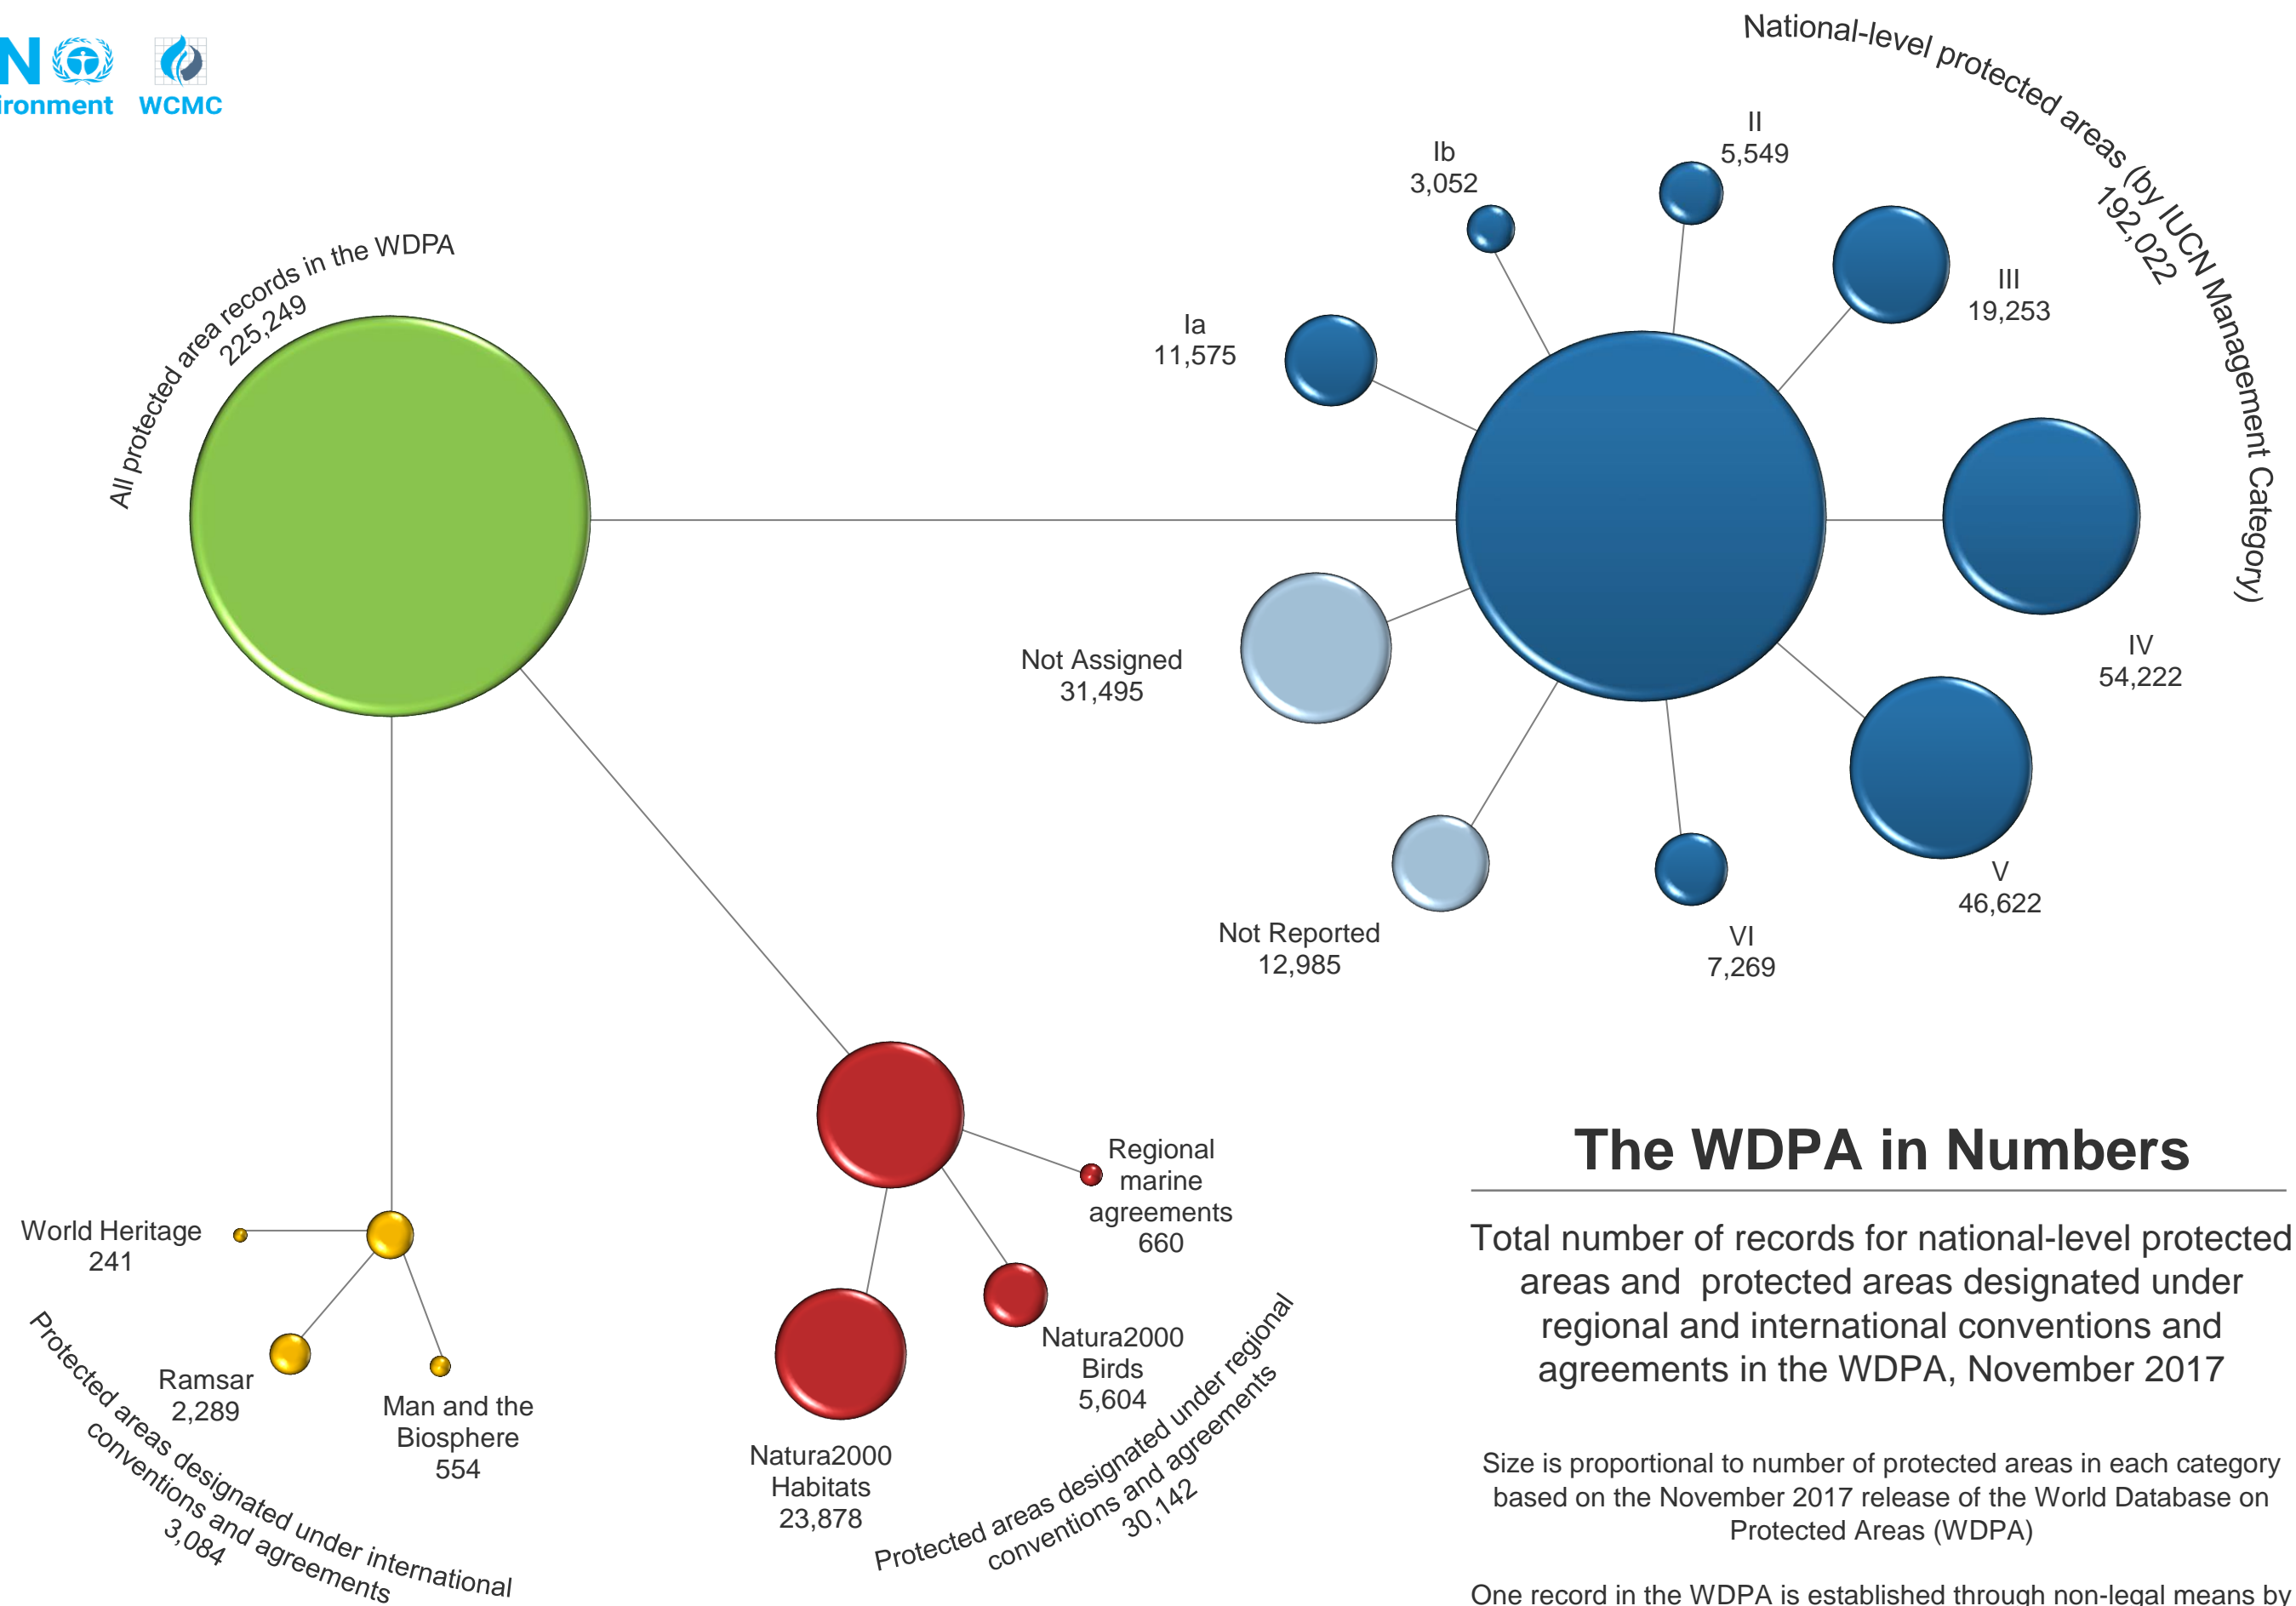 N
ironment
WCMC
National-level protected areas (by IUCN Management Category)
192,022
II
5,549
Ib
3,052
III
19,253
Ia
11,575
All protected area records in the WDPA
225,249
IV
54,222
Not Assigned
31,495
V
46,622
Not Reported
12,985
VI
7,269
World Heritage
241
Ramsar
2,289
Man and the
Biosphere
554
Protected areas designated under international
conventions and agreements
3,084
Regional
marine
agreements
660
Natura2000
Birds
5,604
Natura2000
Habitats
23,878
Protected areas designated under regional
conventions and agreements
30,142
The WDPA in Numbers
Total number of records for national-level protected
areas and  protected areas designated under
regional and international conventions and
agreements in the WDPA, November 2017
Size is proportional to number of protected areas in each category
based on the November 2017 release of the World Database on
Protected Areas (WDPA)
One record in the WDPA is established through non-legal means by